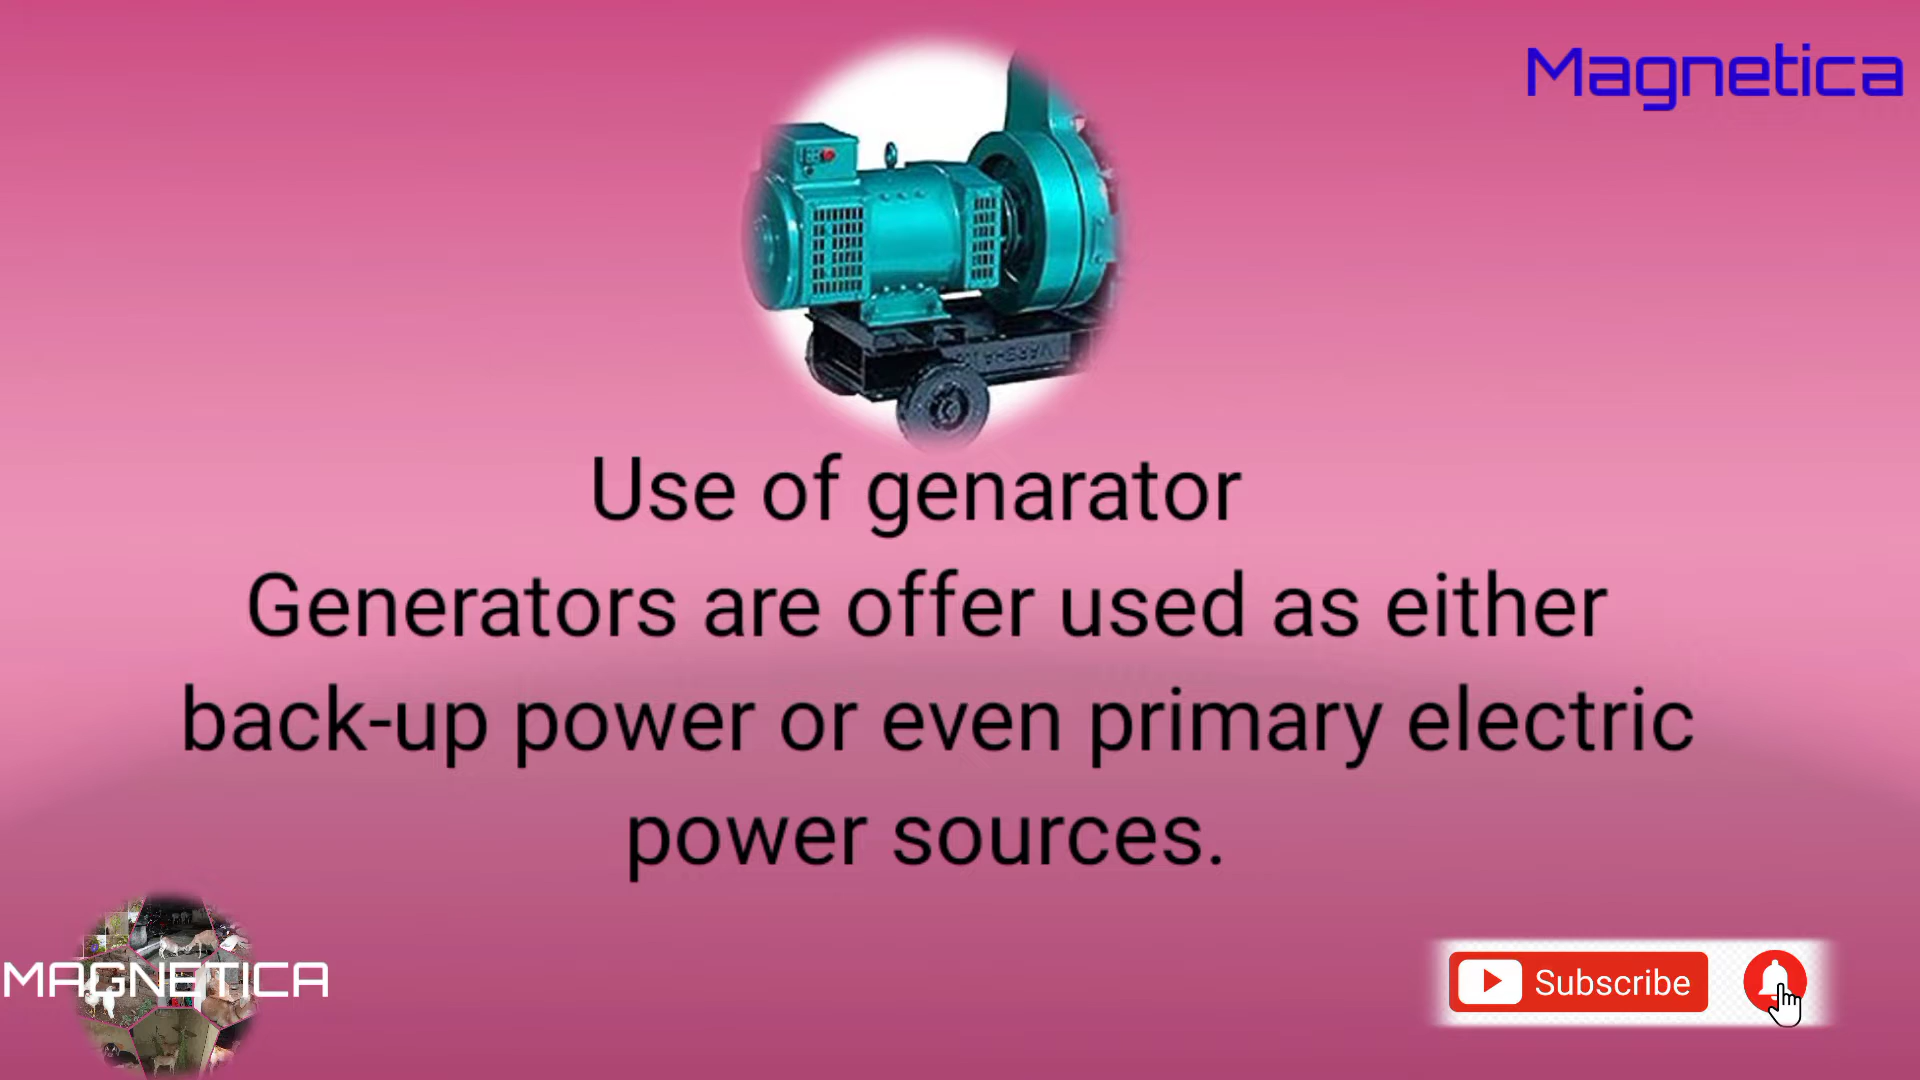 Magnetica
Use of genarator
Generators are offer used as either
back-up power or even primary electric
power sources.
MAGNETICA
Subscribe